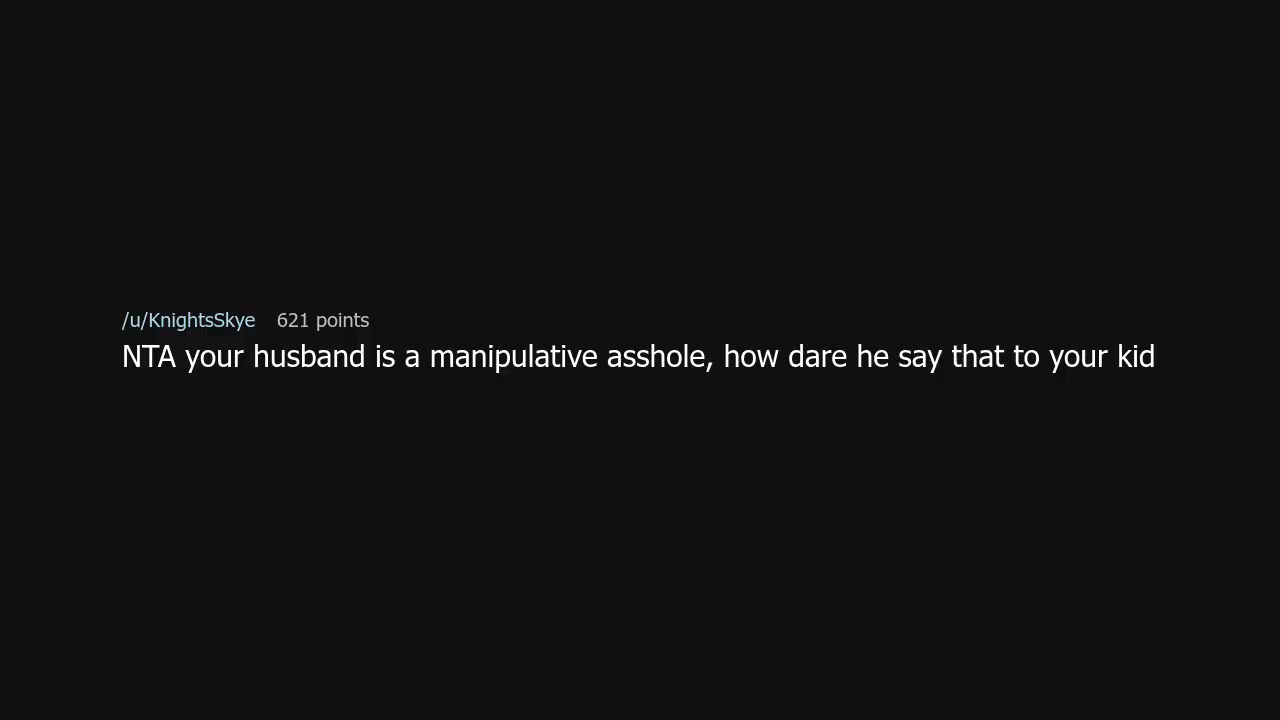 /u/KnightsSkye 621 points
NTA your husband is a manipulative asshole, how dare he say that to your kid